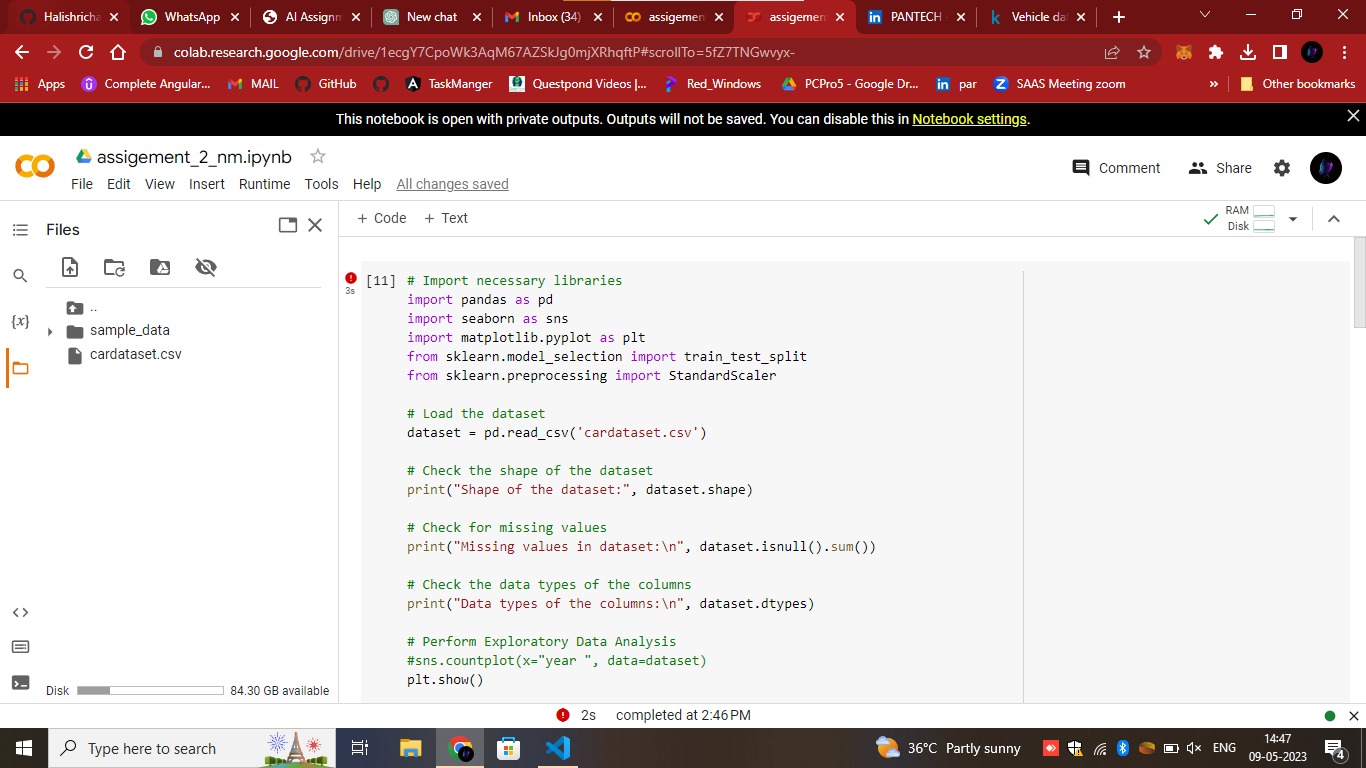 Halishricha
WhatsApp
AI Assignm
New chat
Inbox (34)
assigemen
assigemen
PANTECH
Vehicle da
colab.research.google.com/drive/1ecgY7CpoWk3AqM67AZSkJg0mjXRhqftP#scrollTo=5fZ7TNGwvyx-
Apps
Complete Angular...
MAIL
GitHub
TaskManger
Questpond Videos |...
Red_Windows
PCPro5 - Google Dr...
par
SAAS Meeting zoom
»
Other bookmarks
This notebook is open with private outputs. Outputs will not be saved. You can disable this in Notebook settings.
assigement_2_nm.ipynb
File Edit View Insert Runtime Tools Help All changes saved
Comment
Share
Files
+ Code + Text
RAM
Disk
..
sample_data
cardataset.csv
{x}
<>
Disk 84.30 GB available
3s
[11] # Import necessary libraries
import pandas as pd
import seaborn as sns
import matplotlib.pyplot as plt
from sklearn.model_selection import train_test_split
from sklearn.preprocessing import StandardScaler
# Load the dataset
dataset = pd.read_csv('cardataset.csv')
# Check the shape of the dataset
print("Shape of the dataset:", dataset.shape)
# Check for missing values
print("Missing values in dataset:\n", dataset.isnull().sum())
# Check the data types of the columns
print("Data types of the columns:\n", dataset.dtypes)
# Perform Exploratory Data Analysis
#sns.countplot(x="year ", data=dataset)
plt.show()
2s completed at 2:46 PM
Type here to search
36°C Partly sunny
ENG
14:47
09-05-2023
4